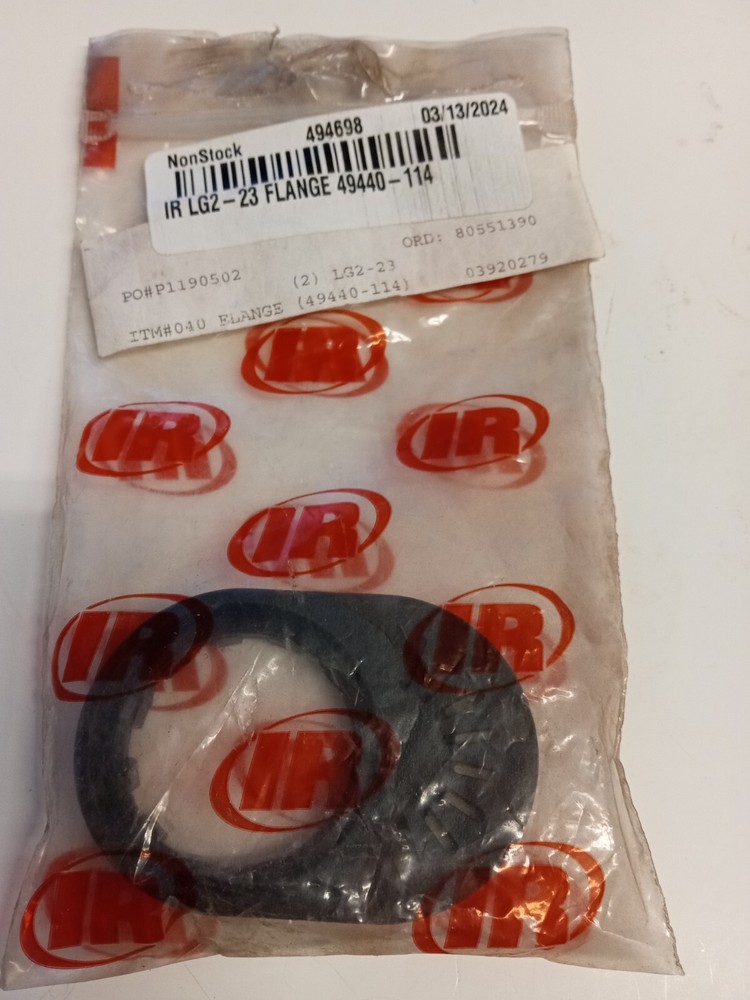 NonStock 494698 03/13/2024
IR LG2-23 FLANGE 49440-114
ORD: 80551390
PO#P1190502 (2) LG2-23 03920279
ITM#040 FLANGE (49440-114)
IR
IR IR
IR
IR IR
IR
IR IR